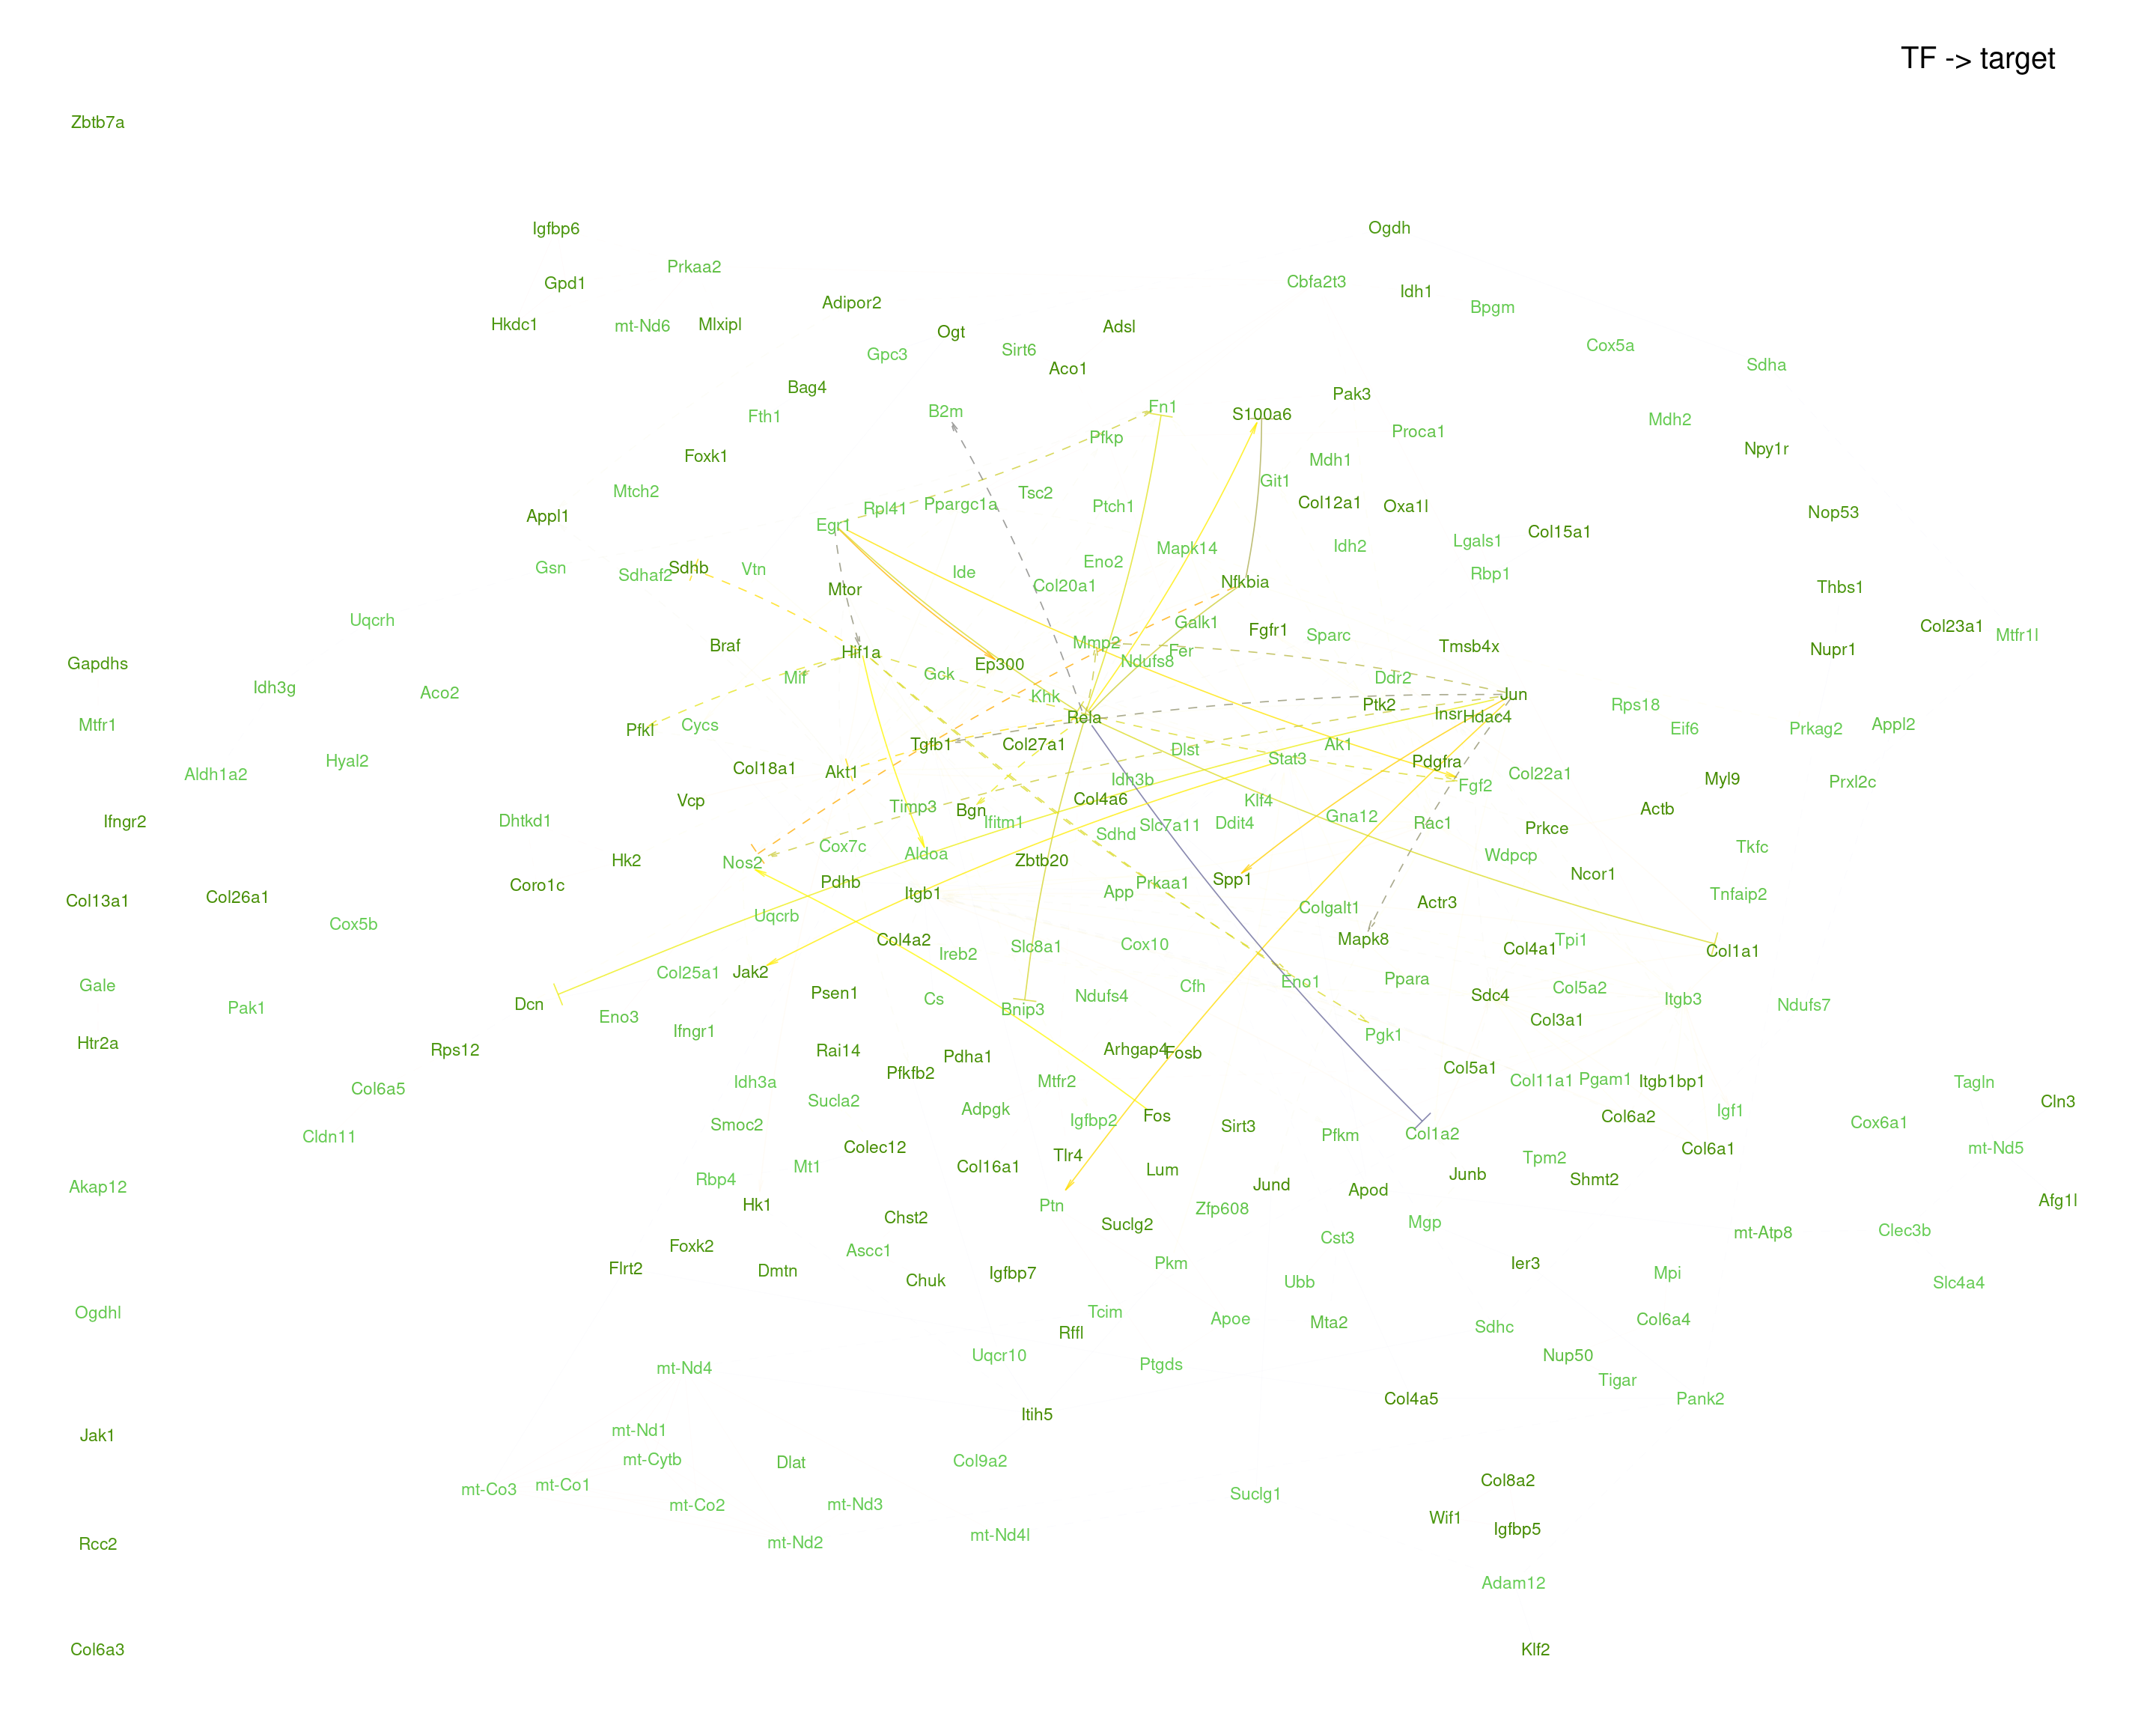 TF -> target
Zbtb7a
Igfbp6
Ogdh
Prkaa2
Gpd1
Cbfa2t3
Idh1
Adipor2
Bpgm
Hkdc1
mt-Nd6
Mlxipl
Ogt
Adsl
Gpc3
Sirt6
Cox5a
Aco1
Sdha
Bag4
Pak3
Fth1
B2m
Fn1
S100a6
Mdh2
Pfkp
Proca1
Foxk1
Mdh1
Npy1r
Mtch2
Tsc2
Git1
Appl1
Egr1
Rpl41
Ppargc1a
Ptch1
Col12a1
Oxa1l
Nop53
Col15a1
Mapk14
Idh2
Lgals1
Gsn
Sdhaf2
Sdhb
Vtn
Ide
Eno2
Rbp1
Mtor
Col20a1
Nfkbia
Thbs1
Uqcrh
Galk1
Fgfr1
Sparc
Col23a1
Mtfr1l
Braf
Hif1a
Mmp2
Fer
Tmsb4x
Nupr1
Gapdhs
Ep300
Ndufs8
Idh3g
Aco2
Mif
Gck
Khk
Ddr2
Jun
Mtfr1
Pfkl
Cycs
Rela
Ptk2
Insr
Hdac4
Rps18
Eif6
Prkag2
Appl2
Tgfb1
Col27a1
Dlst
Ak1
Stat3
Aldh1a2
Hyal2
Col18a1
Akt1
Idh3b
Pdgfra
Fgf2
Col22a1
Myl9
Prxl2c
Vcp
Timp3
Bgn
Col4a6
Klf4
Actb
Ifngr2
Dhtkd1
Ifitm1
Sdhd
Slc7a11
Ddit4
Gna12
Rac1
Prkce
Hk2
Nos2
Cox7c
Aldoa
Zbtb20
Wdpcp
Tkfc
Col13a1
Col26a1
Coro1c
Pdhb
Itgb1
App
Prkaa1
Spp1
Ncor1
Tnfaip2
Cox5b
Uqcrb
Colgalt1
Actr3
Col4a2
Ireb2
Slc8a1
Cox10
Mapk8
Col4a1
Tpi1
Col1a1
Gale
Col25a1
Jak2
Eno1
Ppara
Pak1
Dcn
Psen1
Cs
Bnip3
Ndufs4
Cfh
Sdc4
Col5a2
Itgb3
Ndufs7
Eno3
Ifngr1
Pgk1
Col3a1
Htr2a
Rps12
Rai14
Pdha1
Arhgap4
Fosb
Col6a5
Idh3a
Pfkfb2
Mtfr2
Col5a1
Col11a1
Pgam1
Itgb1bp1
Tagln
Cldn11
Smoc2
Sucla2
Adpgk
Igfbp2
Fos
Sirt3
Pfkm
Col1a2
Col6a2
Igf1
Cox6a1
Cln3
Colec12
Col16a1
Tlr4
Lum
Tpm2
Col6a1
mt-Nd5
Akap12
Rbp4
Mt1
Jund
Apod
Junb
Shmt2
Hk1
Chst2
Ptn
Suclg2
Zfp608
Mgp
Afg1l
Foxk2
Ascc1
Cst3
mt-Atp8
Clec3b
Flrt2
Dmtn
Chuk
Igfbp7
Pkm
Ubb
Ier3
Mpi
Slc4a4
Ogdhl
Tcim
Apoe
Mta2
Sdhc
Col6a4
Rffl
mt-Nd4
Uqcr10
Ptgds
Nup50
Tigar
Col4a5
Pank2
Jak1
mt-Nd1
Itih5
mt-Cytb
Dlat
Col9a2
mt-Co3
mt-Co1
mt-Co2
mt-Nd3
Suclg1
Col8a2
Rcc2
mt-Nd2
mt-Nd4l
Wif1
Igfbp5
Adam12
Col6a3
Klf2